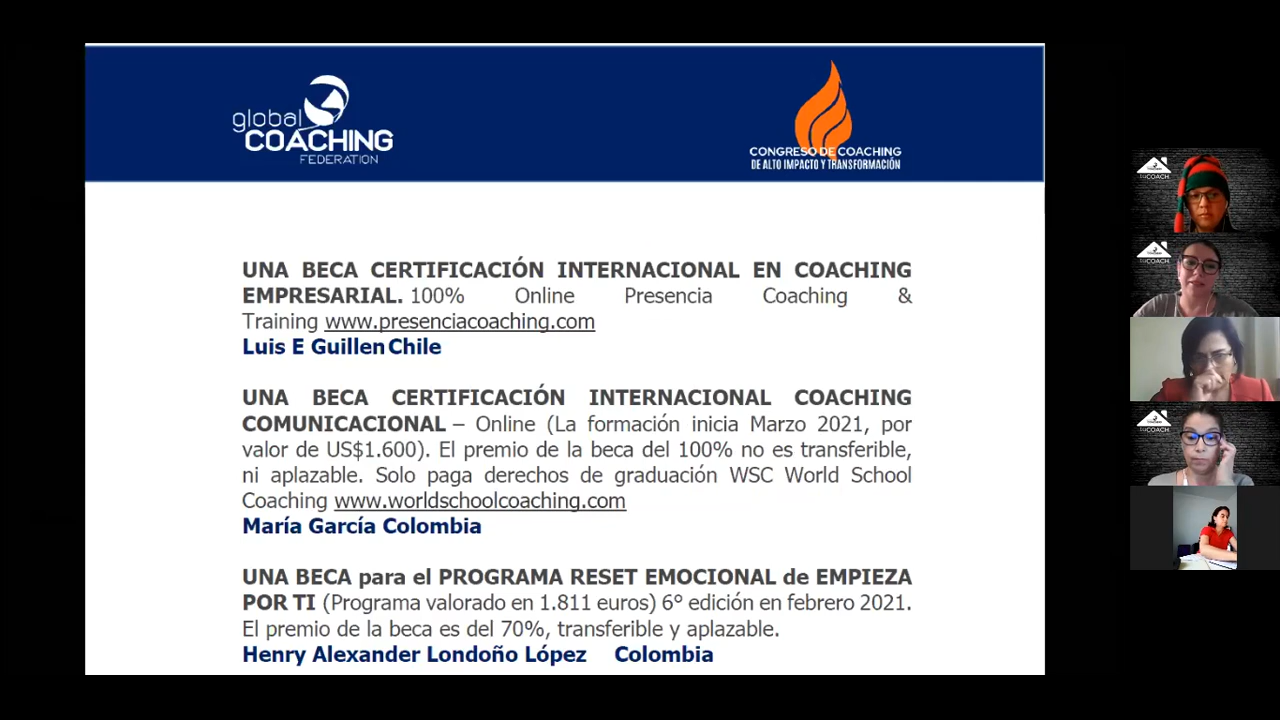 global
COACHING
FEDERATION
CONGRESO DE COACHING
DE ALTO IMPACTO Y TRANSFORMACIÓN
UNA BECA CERTIFICACIÓN INTERNACIONAL EN COACHING
EMPRESARIAL. 100% Online Presencia Coaching &
Training www.presenciacoaching.com
Luis E Guillen Chile
UNA BECA CERTIFICACIÓN INTERNACIONAL COACHING
COMUNICACIONAL – Online (La formación inicia Marzo 2021, por
valor de US$1.600). El premio de la beca del 100% no es transferible,
ni aplazable. Solo paga derechos de graduación WSC World School
Coaching www.worldschoolcoaching.com
María García Colombia
UNA BECA para el PROGRAMA RESET EMOCIONAL de EMPIEZA
POR TI (Programa valorado en 1.811 euros) 6° edición en febrero 2021.
El premio de la beca es del 70%, transferible y aplazable.
Henry Alexander Londoño López Colombia